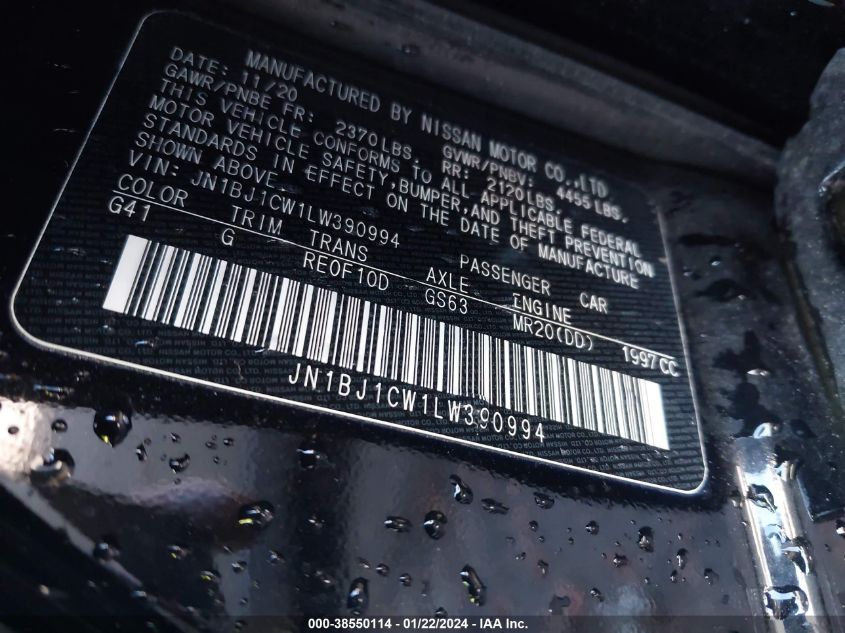 MANUFACTURED BY NISSAN MOTOR CO.,LTD
DATE: 11/20 GVWR/PNBV: 4455 LBS.
GAWR/PNBE FR: 2370LBS. RR: 2120LBS.
THIS VEHICLE CONFORMS TO ALL APPLICABLE FEDERAL
MOTOR VEHICLE SAFETY,BUMPER,AND THEFT PREVENTION
STANDARDS IN EFFECT ON THE DATE OF MANUFACTURE
SHOWN ABOVE.
VIN: JN1BJ1CW1LW390994 PASSENGER CAR
COLOR TRIM TRANS AXLE ENGINE
G41 G RE0F10D GS63 MR20(DD) 1997CC
JN1BJ1CW1LW390994
000-38550114 - 01/22/2024 - IAA Inc.